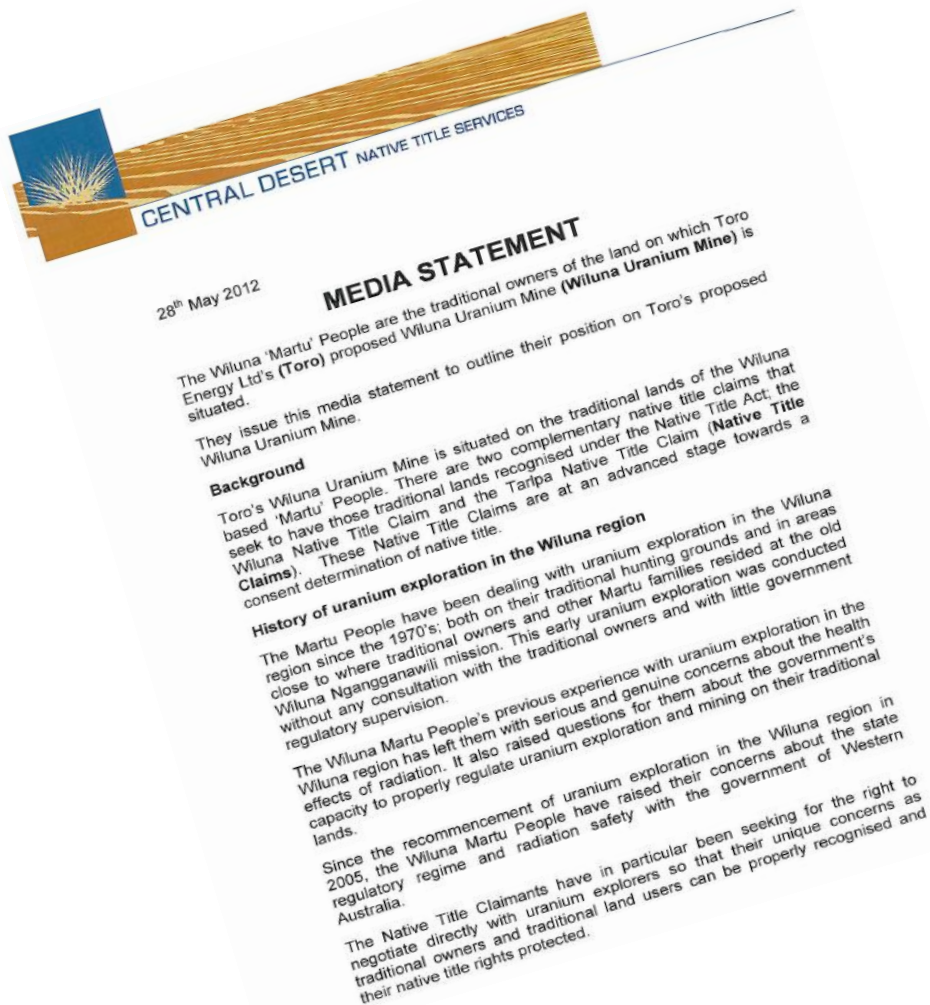 CENTRAL DESERT NATIVE TITLE SERVICES
MEDIA STATEMENT
28th May 2012
The Wiluna ‘Martu’ People are the traditional owners of the land on which Toro
Energy Ltd’s (Toro) proposed Wiluna Uranium Mine (Wiluna Uranium Mine) is
situated.
They issue this media statement to outline their position on Toro’s proposed
Wiluna Uranium Mine.
Background
Toro’s Wiluna Uranium Mine is situated on the traditional lands of the Wiluna
based ‘Martu’ People. There are two complementary native title claims that
seek to have those traditional lands recognised under the Native Title Act; the
Wiluna Native Title Claim and the Tarlpa Native Title Claim (Native Title
Claims). These Native Title Claims are at an advanced stage towards a
consent determination of native title.
History of uranium exploration in the Wiluna region
The Martu People have been dealing with uranium exploration in the Wiluna
region since the 1970’s; both on their traditional hunting grounds and in areas
close to where traditional owners and other Martu families resided at the old
Wiluna Ngangganawili mission. This early uranium exploration was conducted
without any consultation with the traditional owners and with little government
regulatory supervision.
The Wiluna Martu People’s previous experience with uranium exploration in the
Wiluna region has left them with serious and genuine concerns about the health
effects of radiation. It also raised questions for them about the government’s
capacity to properly regulate uranium exploration and mining on their traditional
lands.
Since the recommencement of uranium exploration in the Wiluna region in
2005, the Wiluna Martu People have raised their concerns about the state
regulatory regime and radiation safety with the government of Western
Australia.
The Native Title Claimants have in particular been seeking for the right to
negotiate directly with uranium explorers so that their unique concerns as
traditional owners and traditional land users can be properly recognised and
their native title rights protected.